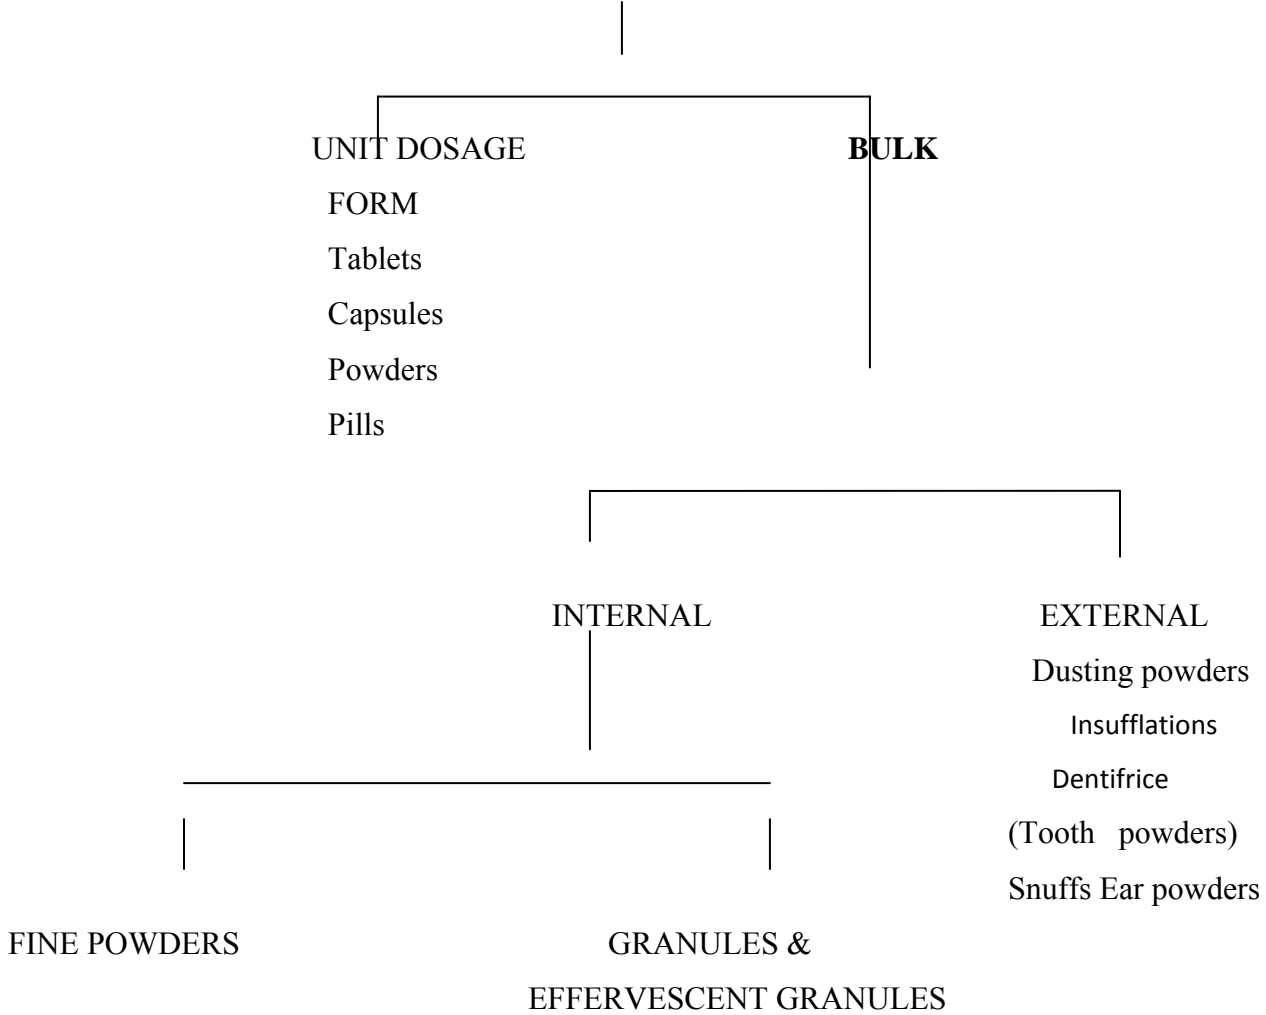 UNIT DOSAGE
FORM
Tablets
Capsules
Powders
Pills
BULK
INTERNAL
EXTERNAL
Dusting powders
Insufflations
Dentifrice
(Tooth powders)
Snuffs Ear powders
FINE POWDERS
GRANULES &
EFFERVESCENT GRANULES